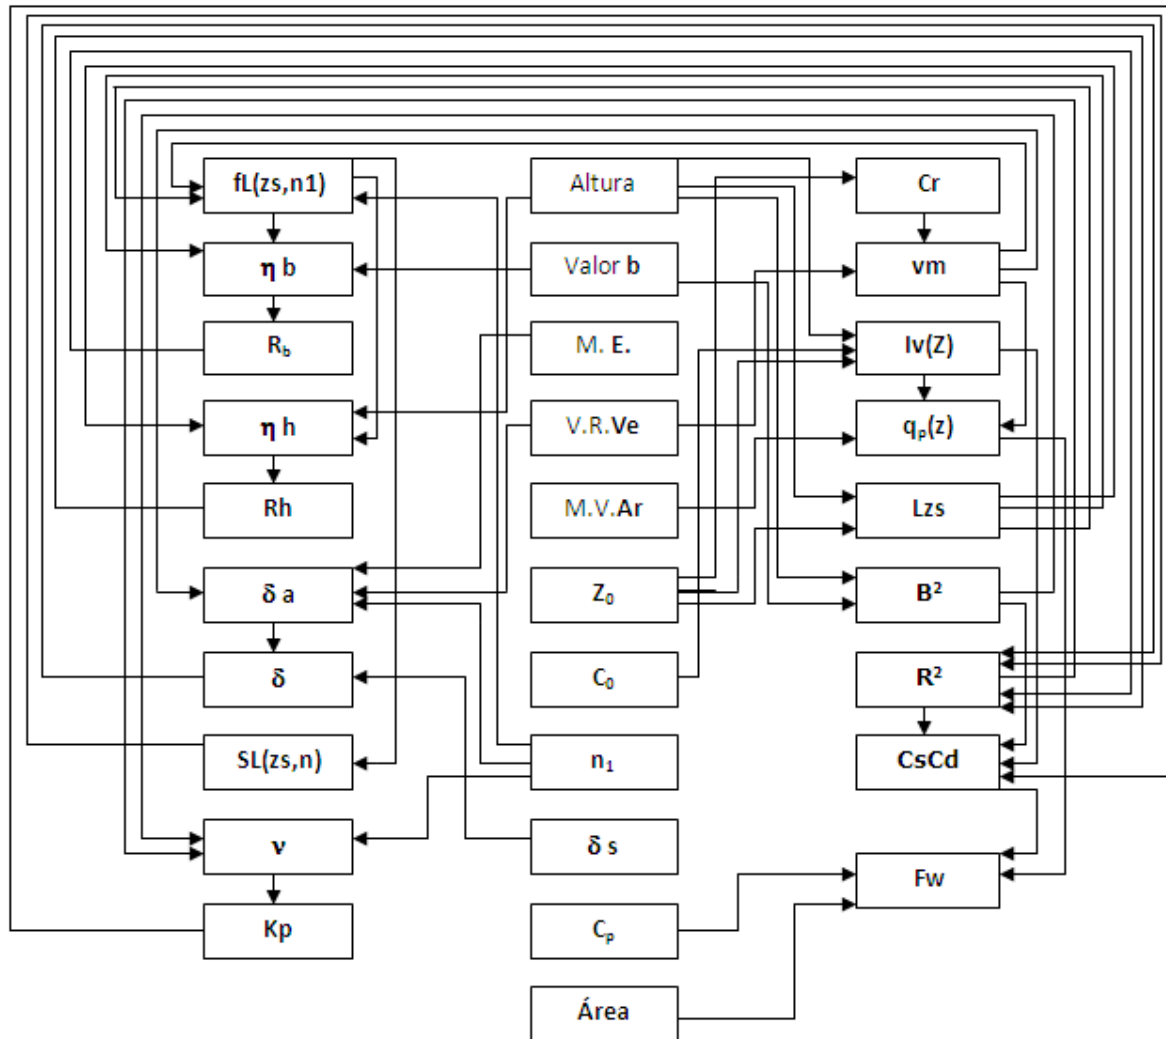 fL(zs,n1)
η b
R_b
η h
Rh
δ a
δ
SL(zs,n)
ν
Kp
Altura
Valor b
M. E.
V.R.Ve
M.V.Ar
Z₀
C₀
n₁
δ s
Cₚ
Área
Cr
vm
Iv(Z)
qₚ(z)
Lzs
B²
R²
CsCd
Fw